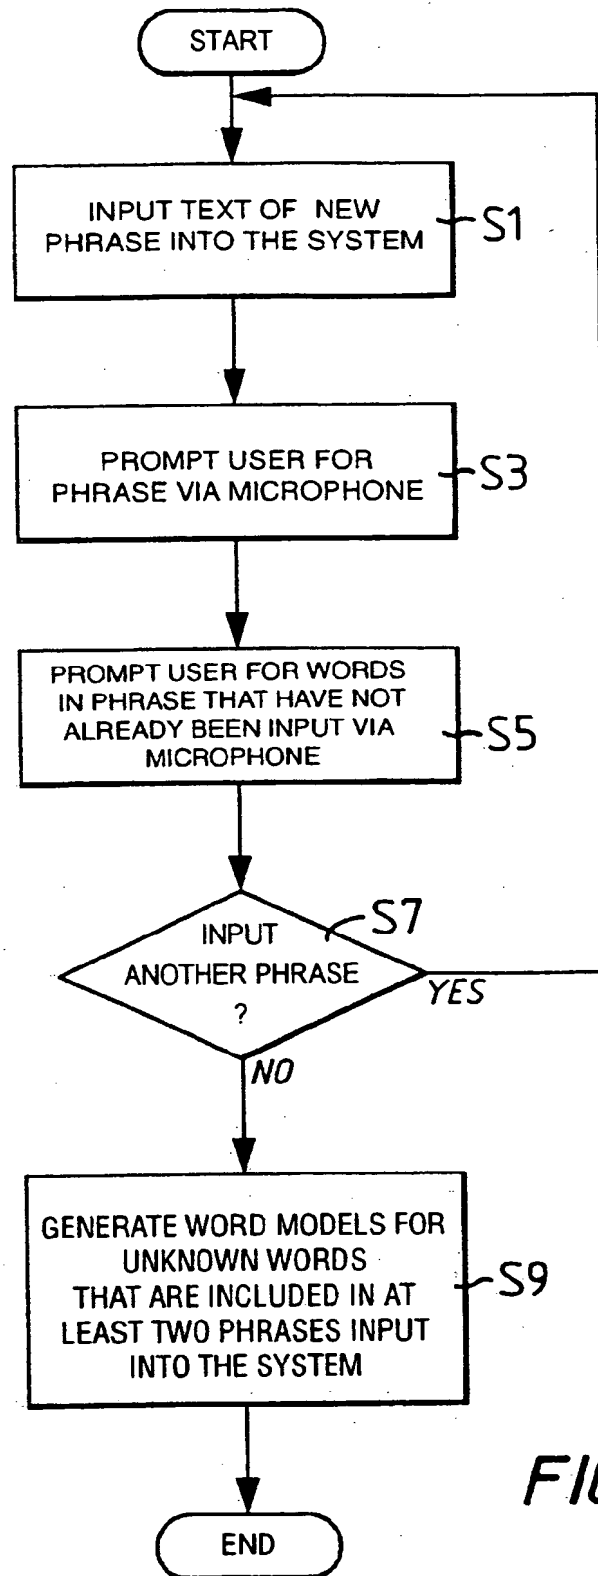 START
INPUT TEXT OF NEW
PHRASE INTO THE SYSTEM
S1
PROMPT USER FOR
PHRASE VIA MICROPHONE
S3
PROMPT USER FOR WORDS
IN PHRASE THAT HAVE NOT
ALREADY BEEN INPUT VIA
MICROPHONE
S5
S7
INPUT
ANOTHER PHRASE
?
YES
NO
GENERATE WORD MODELS FOR
UNKNOWN WORDS
THAT ARE INCLUDED IN AT
LEAST TWO PHRASES INPUT
INTO THE SYSTEM
S9
END